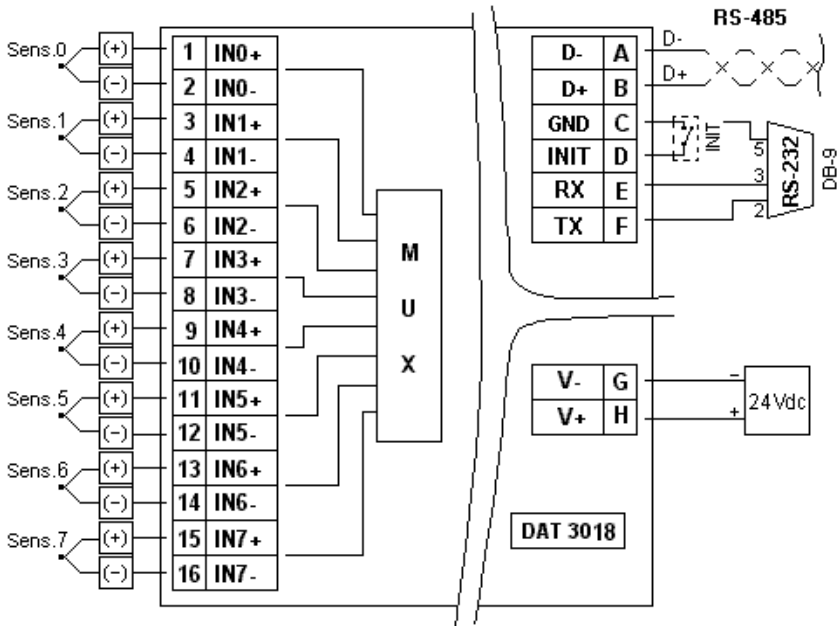 RS-485
Sens.0 (+) 1 IN0+
(−) 2 IN0-
Sens.1 (+) 3 IN1+
(−) 4 IN1-
Sens.2 (+) 5 IN2+
(−) 6 IN2-
Sens.3 (+) 7 IN3+
(−) 8 IN3-
Sens.4 (+) 9 IN4+
(−) 10 IN4-
Sens.5 (+) 11 IN5+
(−) 12 IN5-
Sens.6 (+) 13 IN6+
(−) 14 IN6-
Sens.7 (+) 15 IN7+
(−) 16 IN7-
M
U
X
D- A D-
D+ B D+
GND C
INIT D
RX E
TX F
INIT
5
3
2
RS-232
DB-9
V- G −
V+ H +
24Vdc
DAT 3018